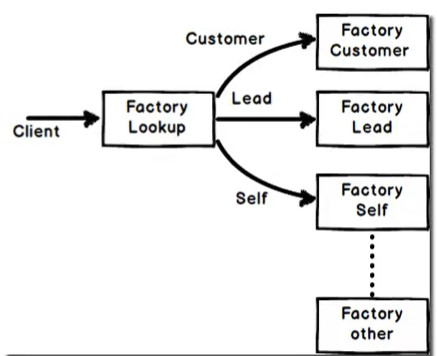 Customer
Factory
Customer
Client
Factory
Lookup
Lead
Factory
Lead
Self
Factory
Self
Factory
other